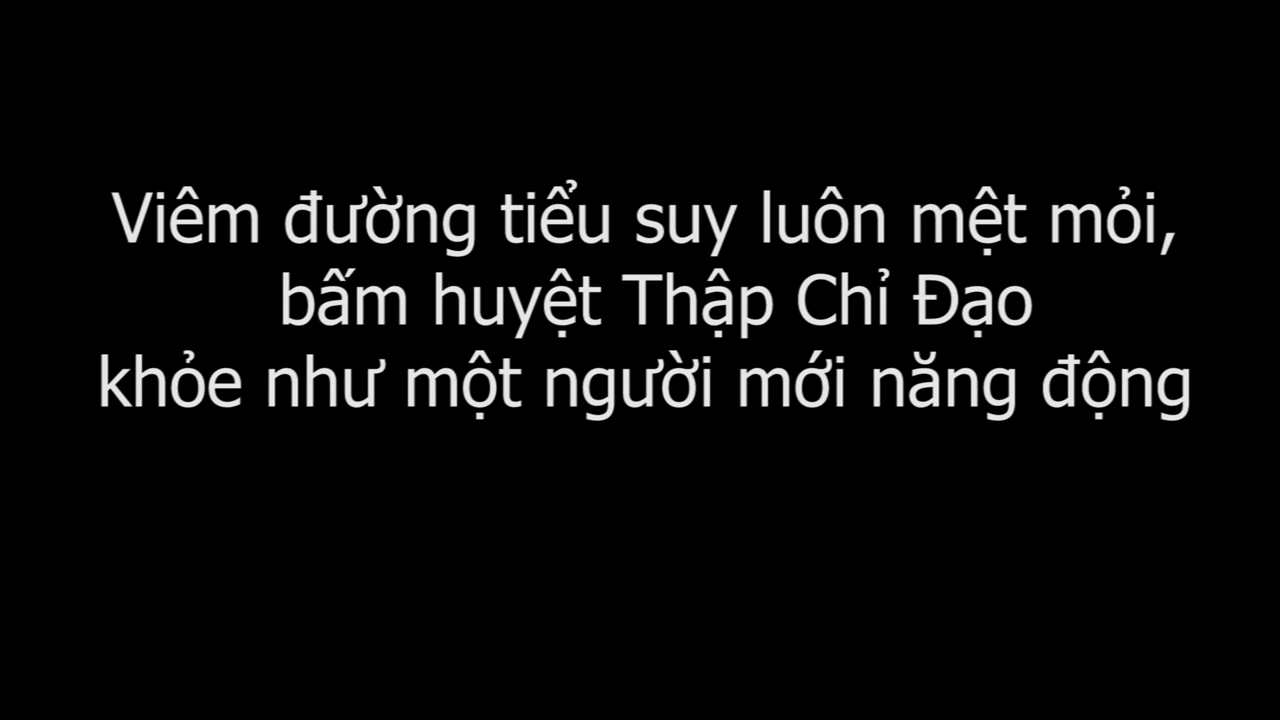 Viêm đường tiểu suy luôn mệt mỏi,
bấm huyệt Thập Chỉ Đạo
khỏe như một người mới năng động